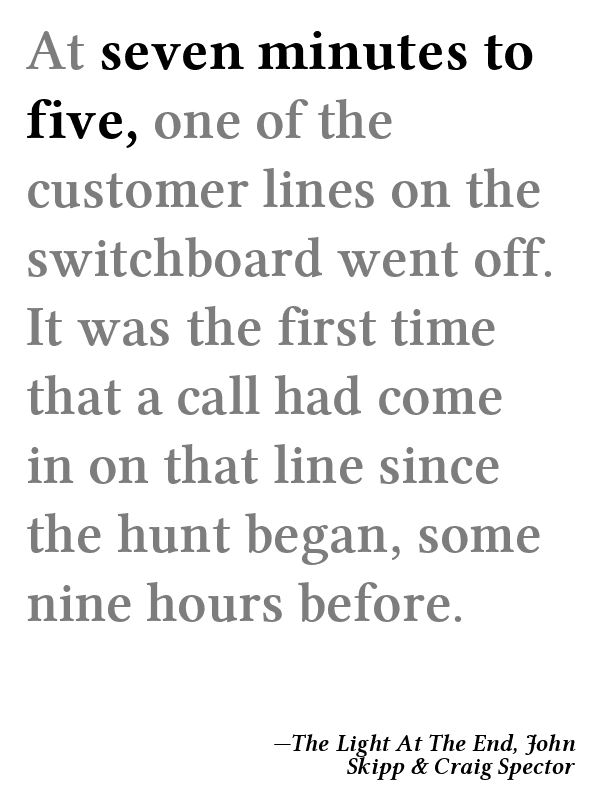 At seven minutes to
five, one of the
customer lines on the
switchboard went off.
It was the first time
that a call had come
in on that line since
the hunt began, some
nine hours before.
—The Light At The End, John
Skipp & Craig Spector